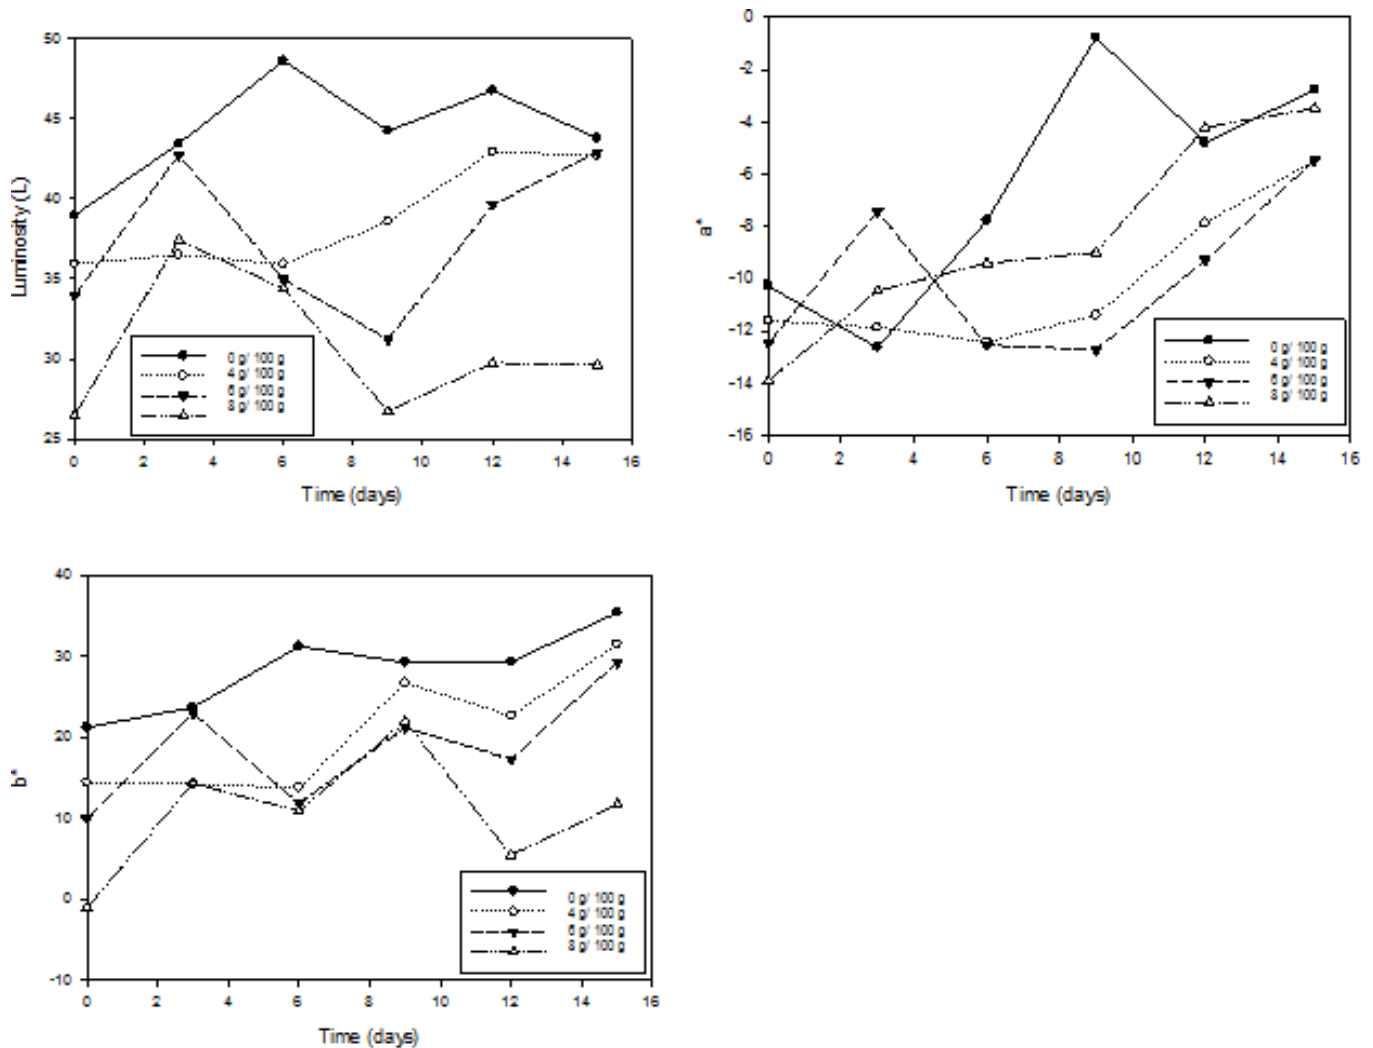 50
45
40
35
30
25
Luminosity (L)
0 g/ 100 g
4 g/ 100 g
6 g/ 100 g
8 g/ 100 g
0 2 4 6 8 10 12 14 16
Time (days)
0
-2
-4
-6
-8
-10
-12
-14
-16
a*
0 g/ 100 g
4 g/ 100 g
6 g/ 100 g
8 g/ 100 g
0 2 4 6 8 10 12 14 16
Time (days)
40
30
20
10
0
-10
b*
0 g/ 100 g
4 g/ 100 g
6 g/ 100 g
8 g/ 100 g
0 2 4 6 8 10 12 14 16
Time (days)